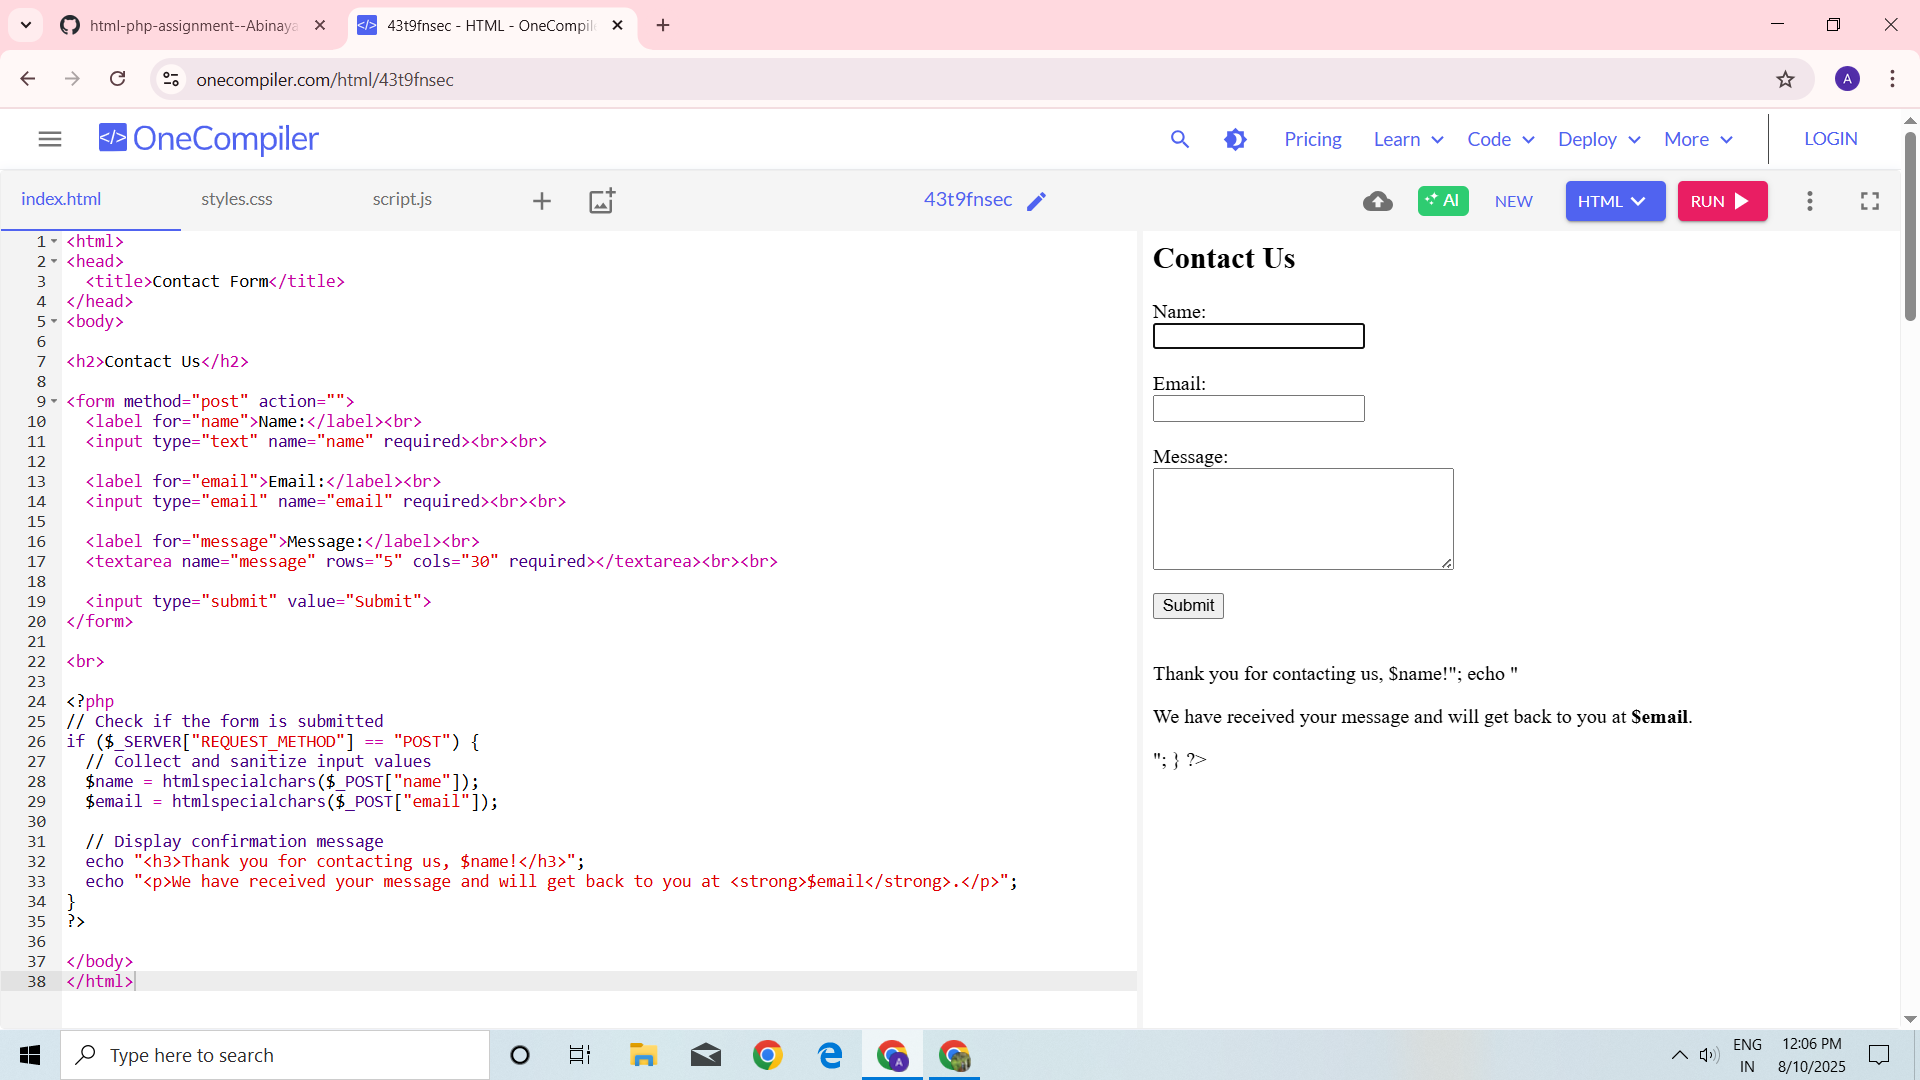 html-php-assignment--Abinaya
43t9fnsec - HTML - OneCompile
onecompiler.com/html/43t9fnsec
A
</> OneCompiler
Pricing
Learn
Code
Deploy
More
LOGIN
index.html
styles.css
script.js
43t9fnsec
AI
NEW
HTML
RUN
1 <html>
2 <head>
3 <title>Contact Form</title>
4 </head>
5 <body>
6
7 <h2>Contact Us</h2>
8
9 <form method="post" action="">
10 <label for="name">Name:</label><br>
11 <input type="text" name="name" required><br><br>
12
13 <label for="email">Email:</label><br>
14 <input type="email" name="email" required><br><br>
15
16 <label for="message">Message:</label><br>
17 <textarea name="message" rows="5" cols="30" required></textarea><br><br>
18
19 <input type="submit" value="Submit">
20 </form>
21
22 <br>
23
24 <?php
25 // Check if the form is submitted
26 if ($_SERVER["REQUEST_METHOD"] == "POST") {
27 // Collect and sanitize input values
28 $name = htmlspecialchars($_POST["name"]);
29 $email = htmlspecialchars($_POST["email"]);
30
31 // Display confirmation message
32 echo "<h3>Thank you for contacting us, $name!</h3>";
33 echo "<p>We have received your message and will get back to you at <strong>$email</strong>.</p>";
34 }
35 ?>
36
37 </body>
38 </html>
Contact Us
Name:
Email:
Message:
Submit
Thank you for contacting us, $name!"; echo "
We have received your message and will get back to you at $email.
"; } ?>
Type here to search
ENG
IN
12:06 PM
8/10/2025